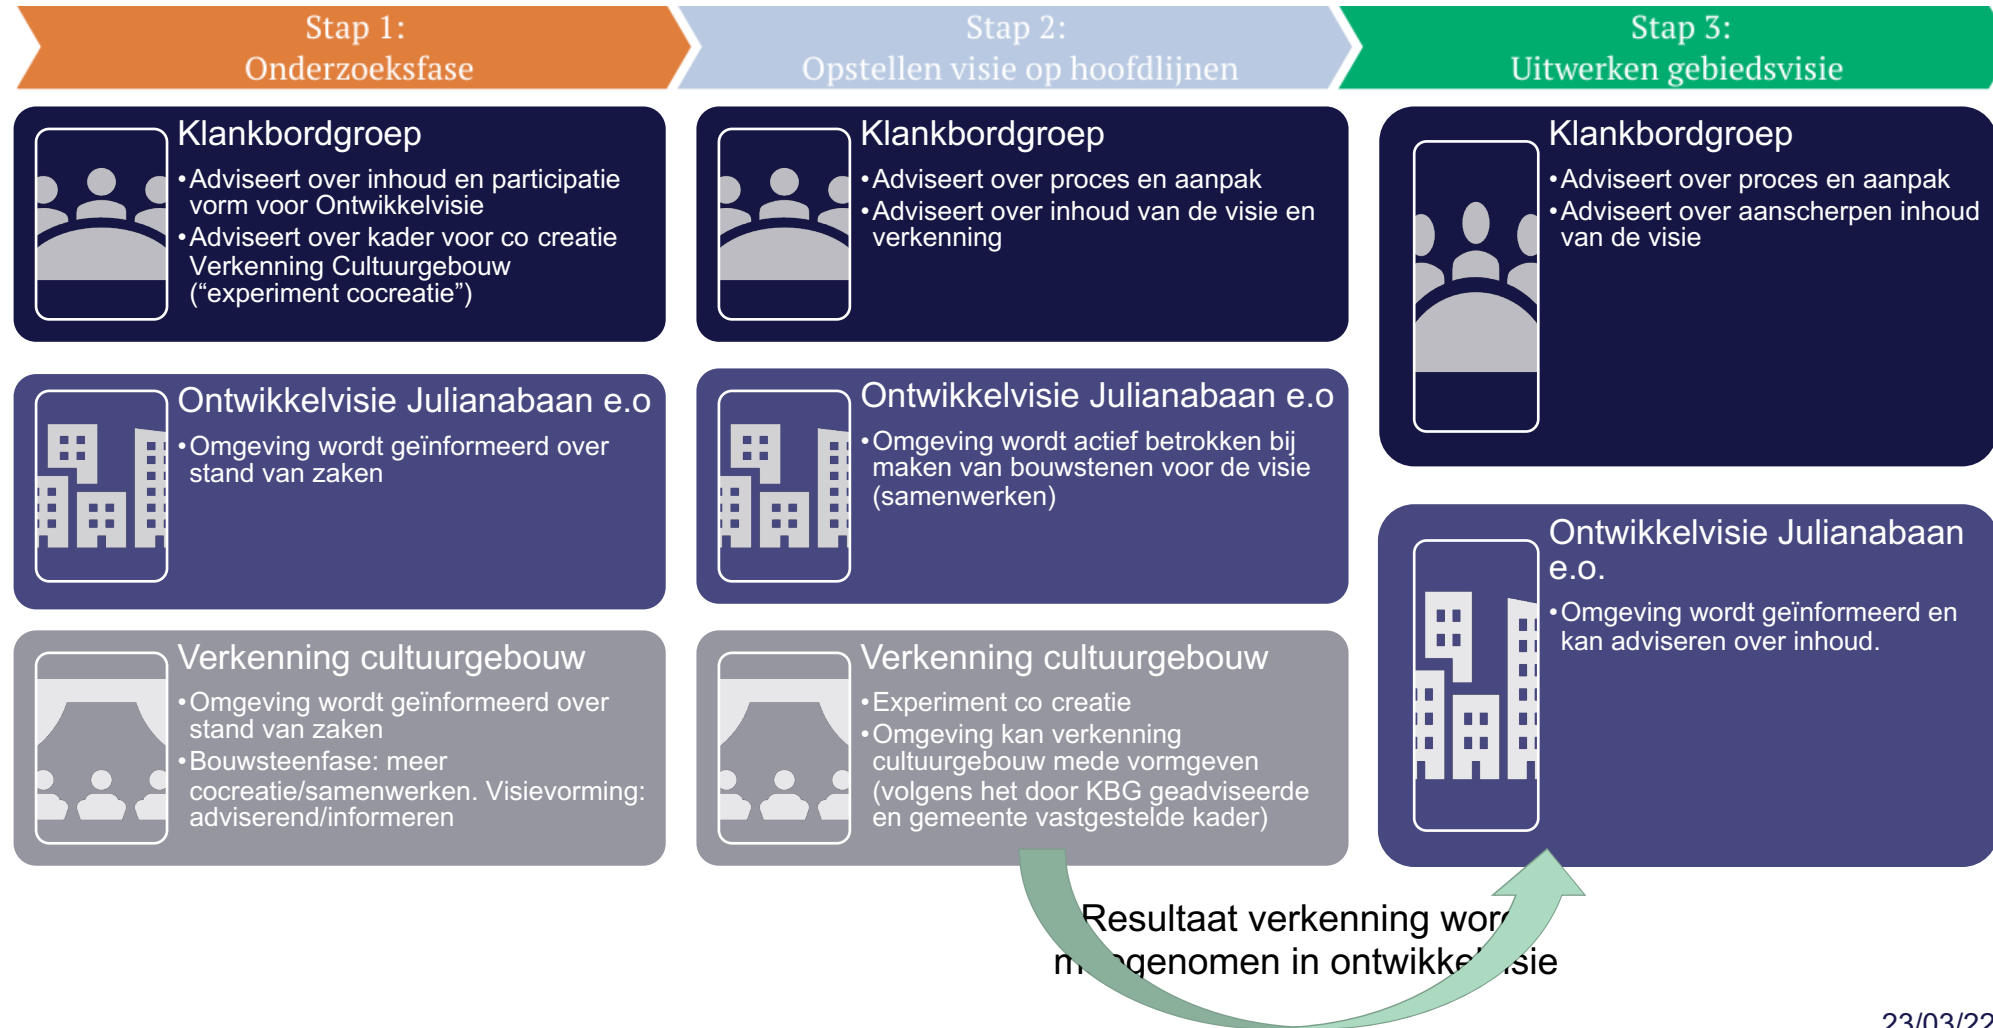 Stap 1:
Onderzoeksfase
Stap 2:
Opstellen visie op hoofdlijnen
Stap 3:
Uitwerken gebiedsvisie
Klankbordgroep
•Adviseert over inhoud en participatie
vorm voor Ontwikkelvisie
•Adviseert over kader voor co creatie
Verkenning Cultuurgebouw
(“experiment cocreatie”)
Klankbordgroep
•Adviseert over proces en aanpak
•Adviseert over inhoud van de visie en
verkenning
Klankbordgroep
•Adviseert over proces en aanpak
•Adviseert over aanscherpen inhoud
van de visie
Ontwikkelvisie Julianabaan e.o
•Omgeving wordt geïnformeerd over
stand van zaken
Ontwikkelvisie Julianabaan e.o
•Omgeving wordt actief betrokken bij
maken van bouwstenen voor de visie
(samenwerken)
Ontwikkelvisie Julianabaan
e.o.
•Omgeving wordt geïnformeerd en
kan adviseren over inhoud.
Verkenning cultuurgebouw
•Omgeving wordt geïnformeerd over
stand van zaken
•Bouwsteenfase: meer
cocreatie/samenwerken. Visievorming:
adviserend/informeren
Verkenning cultuurgebouw
•Experiment co creatie
•Omgeving kan verkenning
cultuurgebouw mede vormgeven
(volgens het door KBG geadviseerde
en gemeente vastgestelde kader)
Resultaat verkenning
in
23/03/22